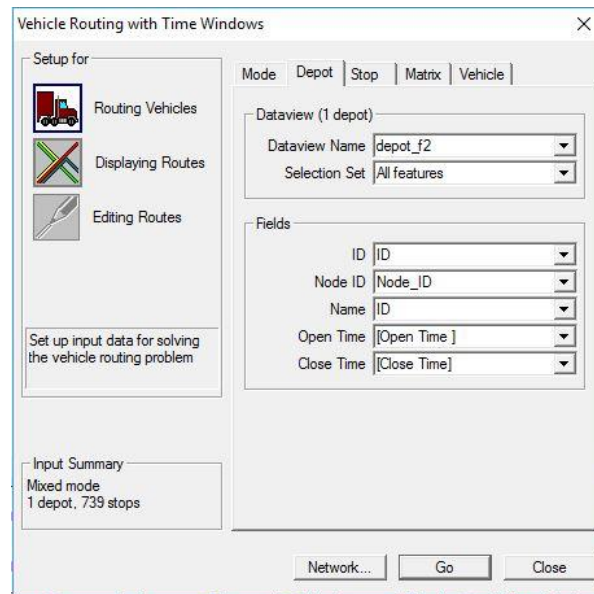 Vehicle Routing with Time Windows
Setup for
Routing Vehicles
Displaying Routes
Editing Routes
Set up input data for solving
the vehicle routing problem
Input Summary
Mixed mode
1 depot, 739 stops
Mode Depot Stop Matrix Vehicle
Dataview (1 depot)
Dataview Name depot_f2
Selection Set All features
Fields
ID ID
Node ID Node_ID
Name ID
Open Time [Open Time ]
Close Time [Close Time]
Network... Go Close